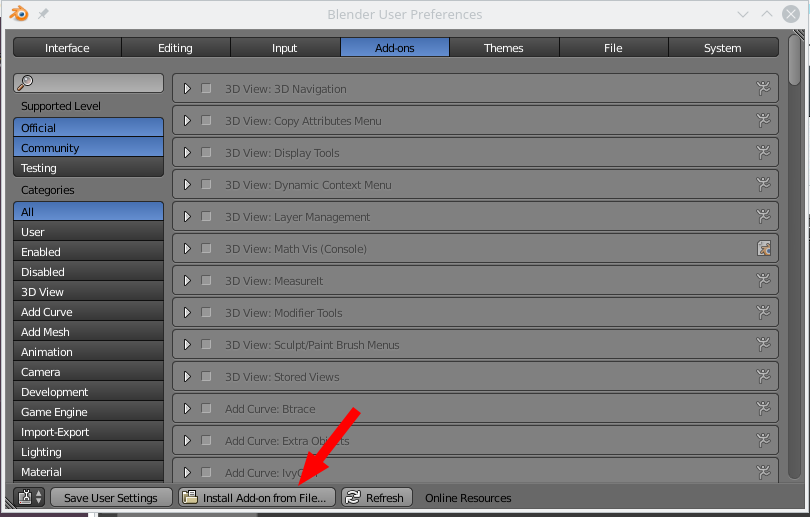 Blender User Preferences
Interface Editing Input Add-ons Themes File System
Supported Level
Official
Community
Testing
Categories
All
User
Enabled
Disabled
3D View
Add Curve
Add Mesh
Animation
Camera
Development
Game Engine
Import-Export
Lighting
Material
3D View: 3D Navigation
3D View: Copy Attributes Menu
3D View: Display Tools
3D View: Dynamic Context Menu
3D View: Layer Management
3D View: Math Vis (Console)
3D View: MeasureIt
3D View: Modifier Tools
3D View: Sculpt/Paint Brush Menus
3D View: Stored Views
Add Curve: Btrace
Add Curve: Extra Objects
Add Curve:
Save User Settings Install Add-on from File... Refresh Online Resources